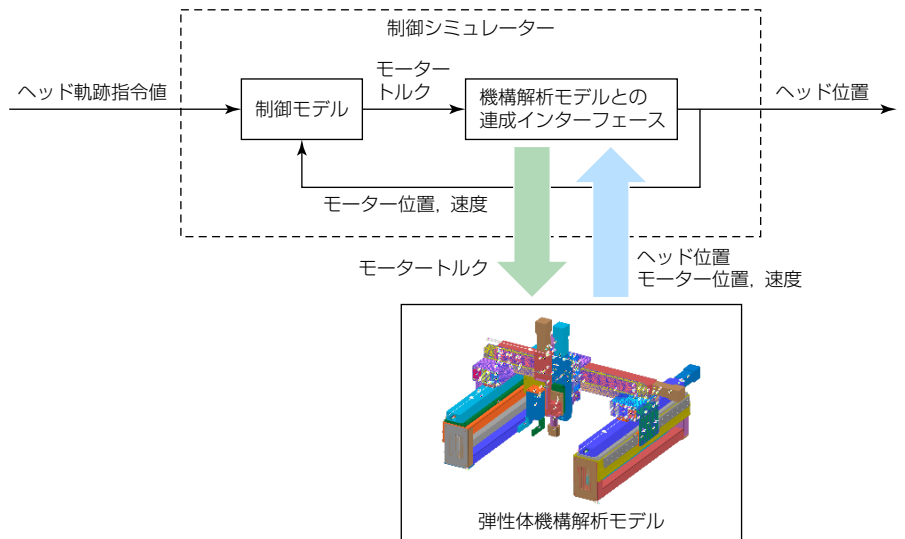 制御シミュレーター
ヘッド軌跡指令値
制御モデル
モーター
トルク
機構解析モデルとの
連成インターフェース
ヘッド位置
モーター位置, 速度
モータートルク
ヘッド位置
モーター位置, 速度
弾性体機構解析モデル